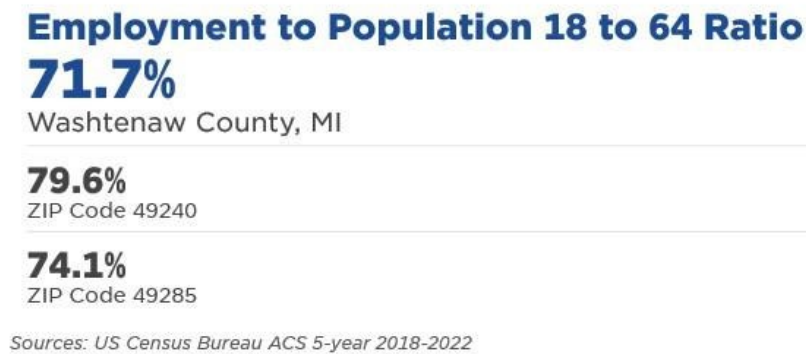 Employment to Population 18 to 64 Ratio
71.7%
Washtenaw County, MI
79.6%
ZIP Code 49240
74.1%
ZIP Code 49285
Sources: US Census Bureau ACS 5-year 2018-2022